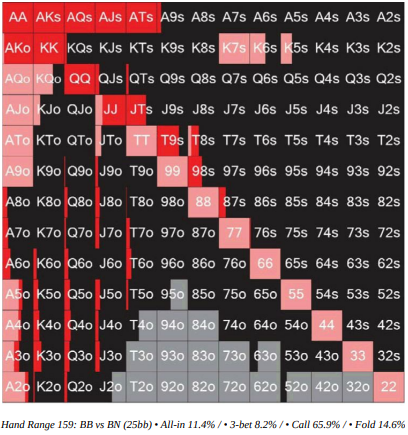 AA AKs AQs AJs ATs A9s A8s A7s A6s A5s A4s A3s A2s
AKo KK KQs KJs KTs K9s K8s K7s K6s K5s K4s K3s K2s
AQo KQo QQ QJs QTs Q9s Q8s Q7s Q6s Q5s Q4s Q3s Q2s
AJo KJo QJo JJ JTs J9s J8s J7s J6s J5s J4s J3s J2s
ATo KTo QTo JTo TT T9s T8s T7s T6s T5s T4s T3s T2s
A9o K9o Q9o J9o T9o 99 98s 97s 96s 95s 94s 93s 92s
A8o K8o Q8o J8o T8o 98o 88 87s 86s 85s 84s 83s 82s
A7o K7o Q7o J7o T7o 97o 87o 77 76s 75s 74s 73s 72s
A6o K6o Q6o J6o T6o 96o 86o 76o 66 65s 64s 63s 62s
A5o K5o Q5o J5o T5o 95o 85o 75o 65o 55 54s 53s 52s
A4o K4o Q4o J4o T4o 94o 84o 74o 64o 54o 44 43s 42s
A3o K3o Q3o J3o T3o 93o 83o 73o 63o 53o 43o 33 32s
A2o K2o Q2o J2o T2o 92o 82o 72o 62o 52o 42o 32o 22
Hand Range 159: BB vs BN (25bb) • All-in 11.4% / • 3-bet 8.2% / • Call 65.9% / • Fold 14.6%